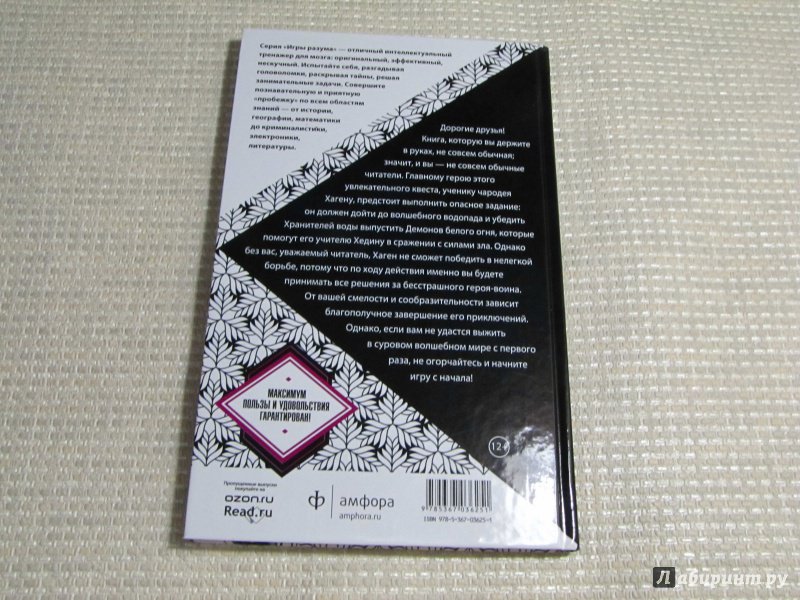 Серия «Игры разума» — отличный интеллектуальный
тренажер для мозга: оригинальный, эффективный,
нескучный. Испытайте себя, разгадывая
головоломки, раскрывая тайны, решая
занимательные задачи. Совершите
познавательную и приятную
«пробежку» по всем областям
знаний — от истории,
географии, математики
до криминалистики,
электроники,
литературы.
Дорогие друзья!
Книга, которую вы держите
в руках, не совсем обычная;
значит, и вы — не совсем обычные
читатели. Главному герою этого
увлекательного квеста, ученику чародея
Хагену, предстоит выполнить опасное задание:
он должен дойти до волшебного водопада и убедить
Хранителей воды выпустить Демонов белого огня, которые
помогут его учителю Хедину в сражении с силами зла. Однако
без вас, уважаемый читатель, Хаген не сможет победить в нелегкой
борьбе, потому что по ходу действия именно вы будете
принимать все решения за бесстрашного героя-воина.
От вашей смелости и сообразительности зависит
благополучное завершение его приключений.
Однако, если вам не удастся выжить
в суровом волшебном мире с первого
раза, не огорчайтесь и начните
игру с начала!
МАКСИМУМ
ПОЛЬЗЫ И УДОВОЛЬСТВИЯ
ГАРАНТИРОВАН!
12+
Пропущенные выпуски
покупайте на
ozon.ru
Read.ru
ф
амфора
amphora.ru
9 785367 036251
ISBN 978-5-367-03625-1
Лабиринт.ру